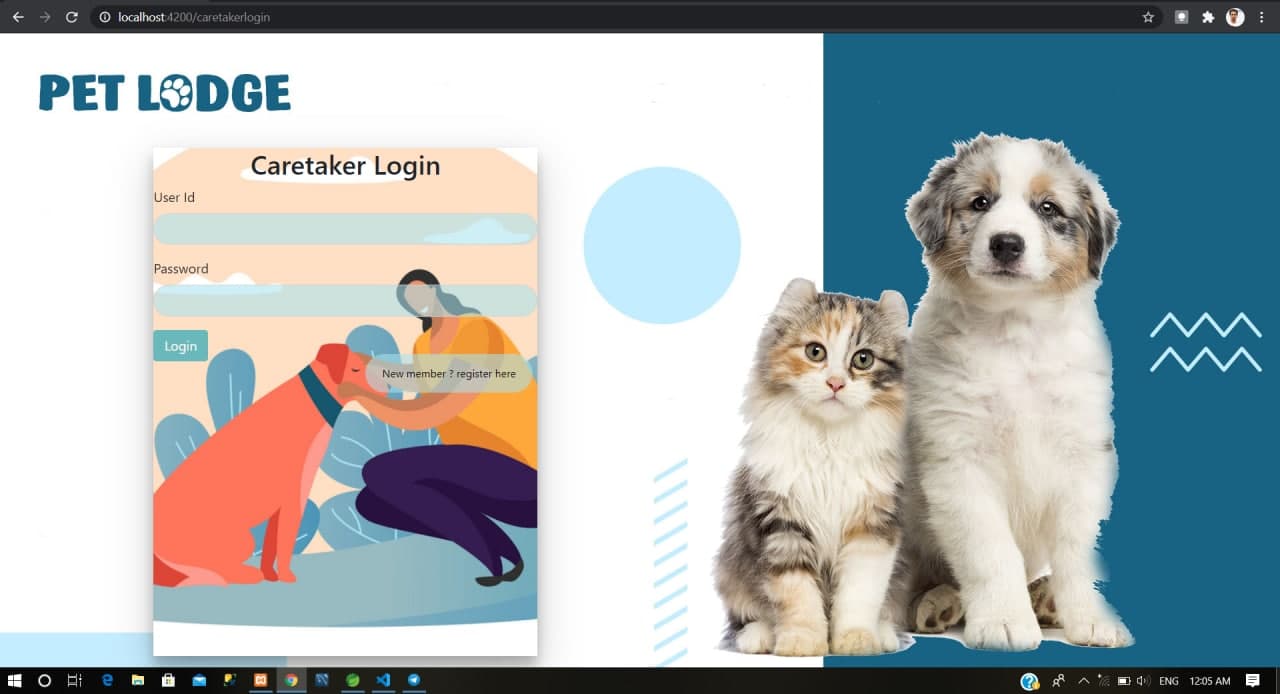 localhost:4200/caretakerlogin
PET LODGE
Caretaker Login
User Id
Password
Login
New member ? register here
ENG
12:05 AM